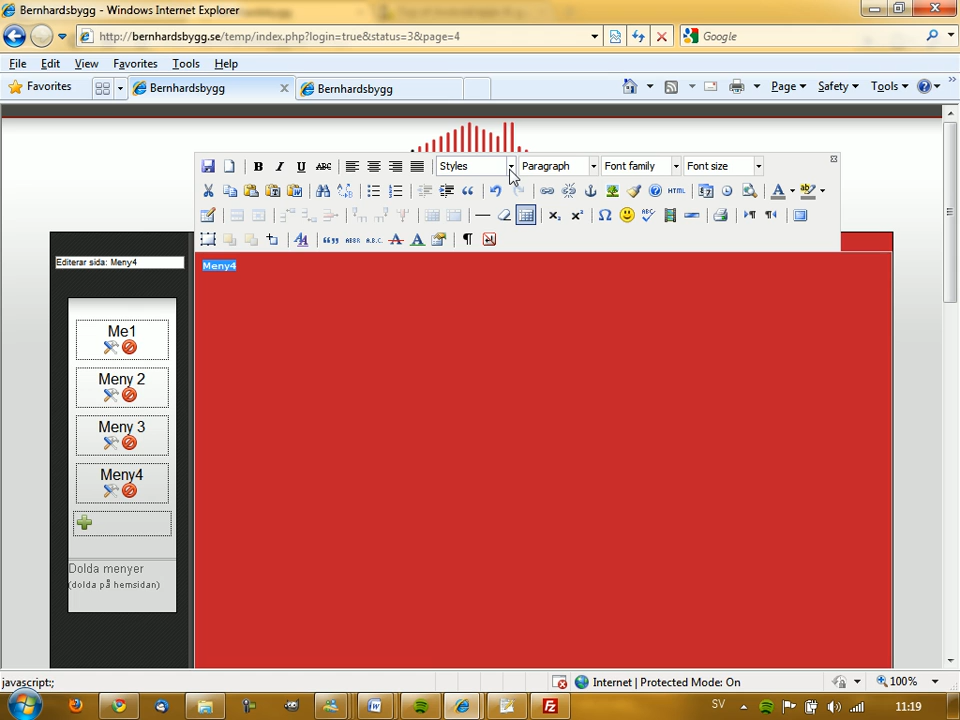 Bernhardsbygg - Windows Internet Explorer
http://bernhardsbygg.se/temp/index.php?login=true&status=3&page=4
Google
File Edit View Favorites Tools Help
Favorites
Bernhardsbygg
Bernhardsbygg
Page
Safety
Tools
Styles
Paragraph
Font family
Font size
B I U ABC
HTML
ABBR A.B.C.
Editerar sida: Meny4
Meny4
Me1
Meny 2
Meny 3
Meny4
Dolda menyer
(dolda på hemsidan)
javascript:;
Internet | Protected Mode: On
100%
SV
11:19